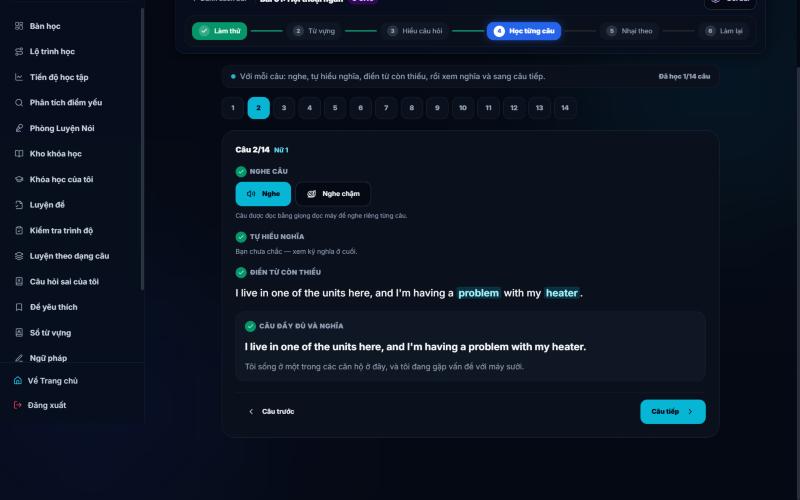 Bàn học
Lộ trình học
Tiến độ học tập
Phân tích điểm yếu
Phòng Luyện Nói
Kho khóa học
Khóa học của tôi
Luyện đề
Kiểm tra trình độ
Luyện theo dạng câu
Câu hỏi sai của tôi
Đề yêu thích
Sổ từ vựng
Ngữ pháp
Về Trang chủ
Đăng xuất
Làm thử
2 Từ vựng
3 Hiểu câu hỏi
4 Học từng câu
5 Nhại theo
6 Làm lại
Với mỗi câu: nghe, tự hiểu nghĩa, điền từ còn thiếu, rồi xem nghĩa và sang câu tiếp.
Đã học 1/14 câu
1 2 3 4 5 6 7 8 9 10 11 12 13 14
Câu 2/14 Nữ 1
NGHE CÂU
Nghe
Nghe chậm
Câu được đọc bằng giọng đọc máy để nghe riêng từng câu.
TỰ HIỂU NGHĨA
Bạn chưa chắc — xem kỹ nghĩa ở cuối.
ĐIỀN TỪ CÒN THIẾU
I live in one of the units here, and I'm having a problem with my heater.
CÂU ĐẦY ĐỦ VÀ NGHĨA
I live in one of the units here, and I'm having a problem with my heater.
Tôi sống ở một trong các căn hộ ở đây, và tôi đang gặp vấn đề với máy sưởi.
Câu trước
Câu tiếp